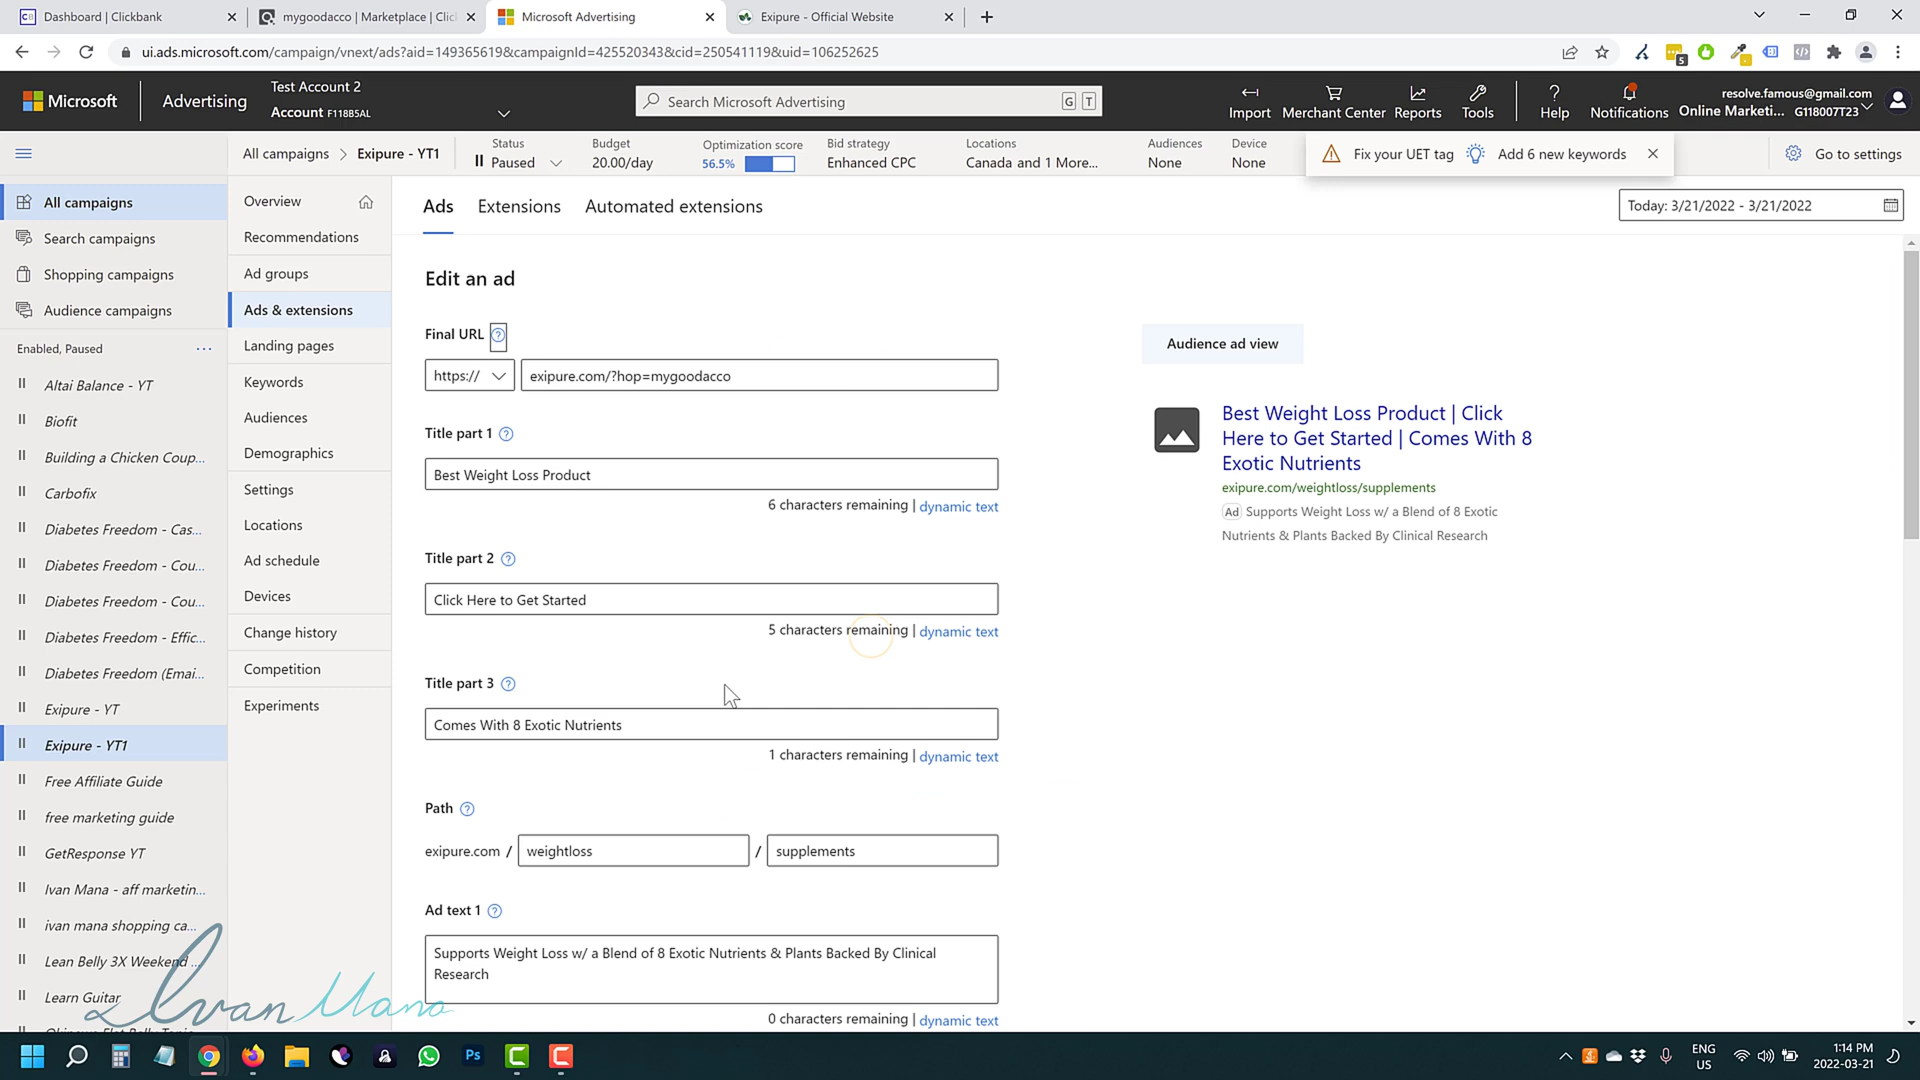 Dashboard | Clickbank
mygoodacco | Marketplace | Clic
Microsoft Advertising
Exipure - Official Website
ui.ads.microsoft.com/campaign/vnext/ads?aid=149365619&campaignId=425520343&cid=250541119&uid=106252625
5
Microsoft
Advertising
Test Account 2
Account F118B5AL
Search Microsoft Advertising
G T
Import
Merchant Center
Reports
Tools
Help
Notifications
resolve.famous@gmail.com
Online Marketi... G118007T23
All campaigns
Exipure - YT1
Status
Paused
Budget
20.00/day
Optimization score
56.5%
Bid strategy
Enhanced CPC
Locations
Canada and 1 More...
Audiences
None
Device
None
Fix your UET tag
Add 6 new keywords
Go to settings
All campaigns
Search campaigns
Shopping campaigns
Audience campaigns
Enabled, Paused
Altai Balance - YT
Biofit
Building a Chicken Coup...
Carbofix
Diabetes Freedom - Cas...
Diabetes Freedom - Cou...
Diabetes Freedom - Cou...
Diabetes Freedom - Effic...
Diabetes Freedom (Emai...
Exipure - YT
Exipure - YT1
Free Affiliate Guide
free marketing guide
GetResponse YT
Ivan Mana - aff marketin...
ivan mana shopping ca...
Lean Belly 3X Weekend ...
Learn Guitar
Ivan Mana
Overview
Recommendations
Ad groups
Ads & extensions
Landing pages
Keywords
Audiences
Demographics
Settings
Locations
Ad schedule
Devices
Change history
Competition
Experiments
Ads
Extensions
Automated extensions
Today: 3/21/2022 - 3/21/2022
Edit an ad
Final URL
https://
exipure.com/?hop=mygoodacco
Title part 1
Best Weight Loss Product
6 characters remaining | dynamic text
Title part 2
Click Here to Get Started
5 characters remaining | dynamic text
Title part 3
Comes With 8 Exotic Nutrients
1 characters remaining | dynamic text
Path
exipure.com / weightloss / supplements
Ad text 1
Supports Weight Loss w/ a Blend of 8 Exotic Nutrients & Plants Backed By Clinical
Research
0 characters remaining | dynamic text
Audience ad view
Best Weight Loss Product | Click
Here to Get Started | Comes With 8
Exotic Nutrients
exipure.com/weightloss/supplements
Ad Supports Weight Loss w/ a Blend of 8 Exotic
Nutrients & Plants Backed By Clinical Research
Ps
ENG
US
1:14 PM
2022-03-21